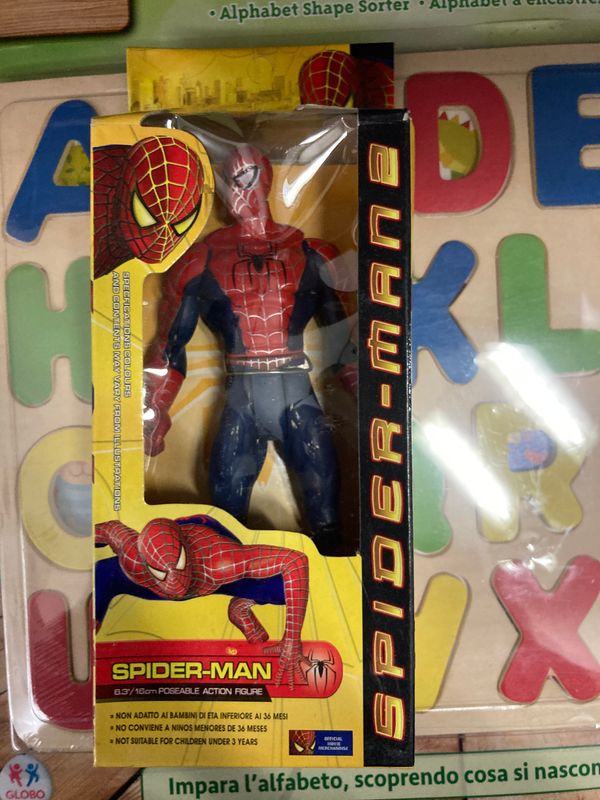 • Alphabet Shape Sorter • Alphabet à encastre
SPECIFICATIONS COLOURS
AND CONTENTS MAY VARY FROM ILLUSTRATIONS
SPIDER-MAN 2
SPIDER-MAN
6.3"/16cm POSEABLE ACTION FIGURE
NON ADATTO AI BAMBINI DI ETA INFERIORE AI 36 MESI
NO CONVIENE A NINOS MENORES DE 36 MESES
NOT SUITABLE FOR CHILDREN UNDER 3 YEARS
OFFICIAL
MOVIE
MERCHANDISE
A
D
E
H
K
L
R
U
X
GLOBO
Impara l'alfabeto, scoprendo cosa si nascon